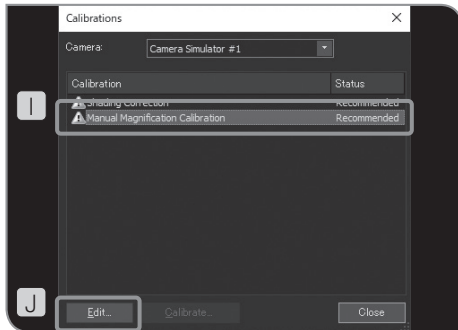 Calibrations
Camera: Camera Simulator #1
Calibration Status
I
Shading Correction Recommended
Manual Magnification Calibration Recommended
J
Edit... Calibrate... Close